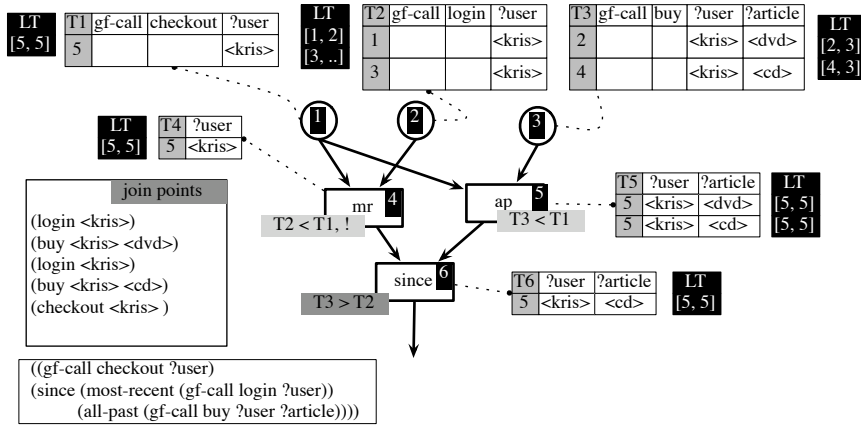 LT
[5, 5]
T1 gf-call checkout ?user
5 <kris>
LT
[1, 2]
[3, ..]
T2 gf-call login ?user
1 <kris>
3 <kris>
T3 gf-call buy ?user ?article
2 <kris> <dvd>
4 <kris> <cd>
LT
[2, 3]
[4, 3]
1
2
3
LT
[5, 5]
T4 ?user
5 <kris>
mr 4
T2 < T1, !
ap 5
T3 < T1
T5 ?user ?article
5 <kris> <dvd>
5 <kris> <cd>
LT
[5, 5]
[5, 5]
join points
(login <kris>)
(buy <kris> <dvd>)
(login <kris>)
(buy <kris> <cd>)
(checkout <kris> )
since 6
T3 > T2
T6 ?user ?article
5 <kris> <cd>
LT
[5, 5]
((gf-call checkout ?user)
(since (most-recent (gf-call login ?user))
(all-past (gf-call buy ?user ?article))))